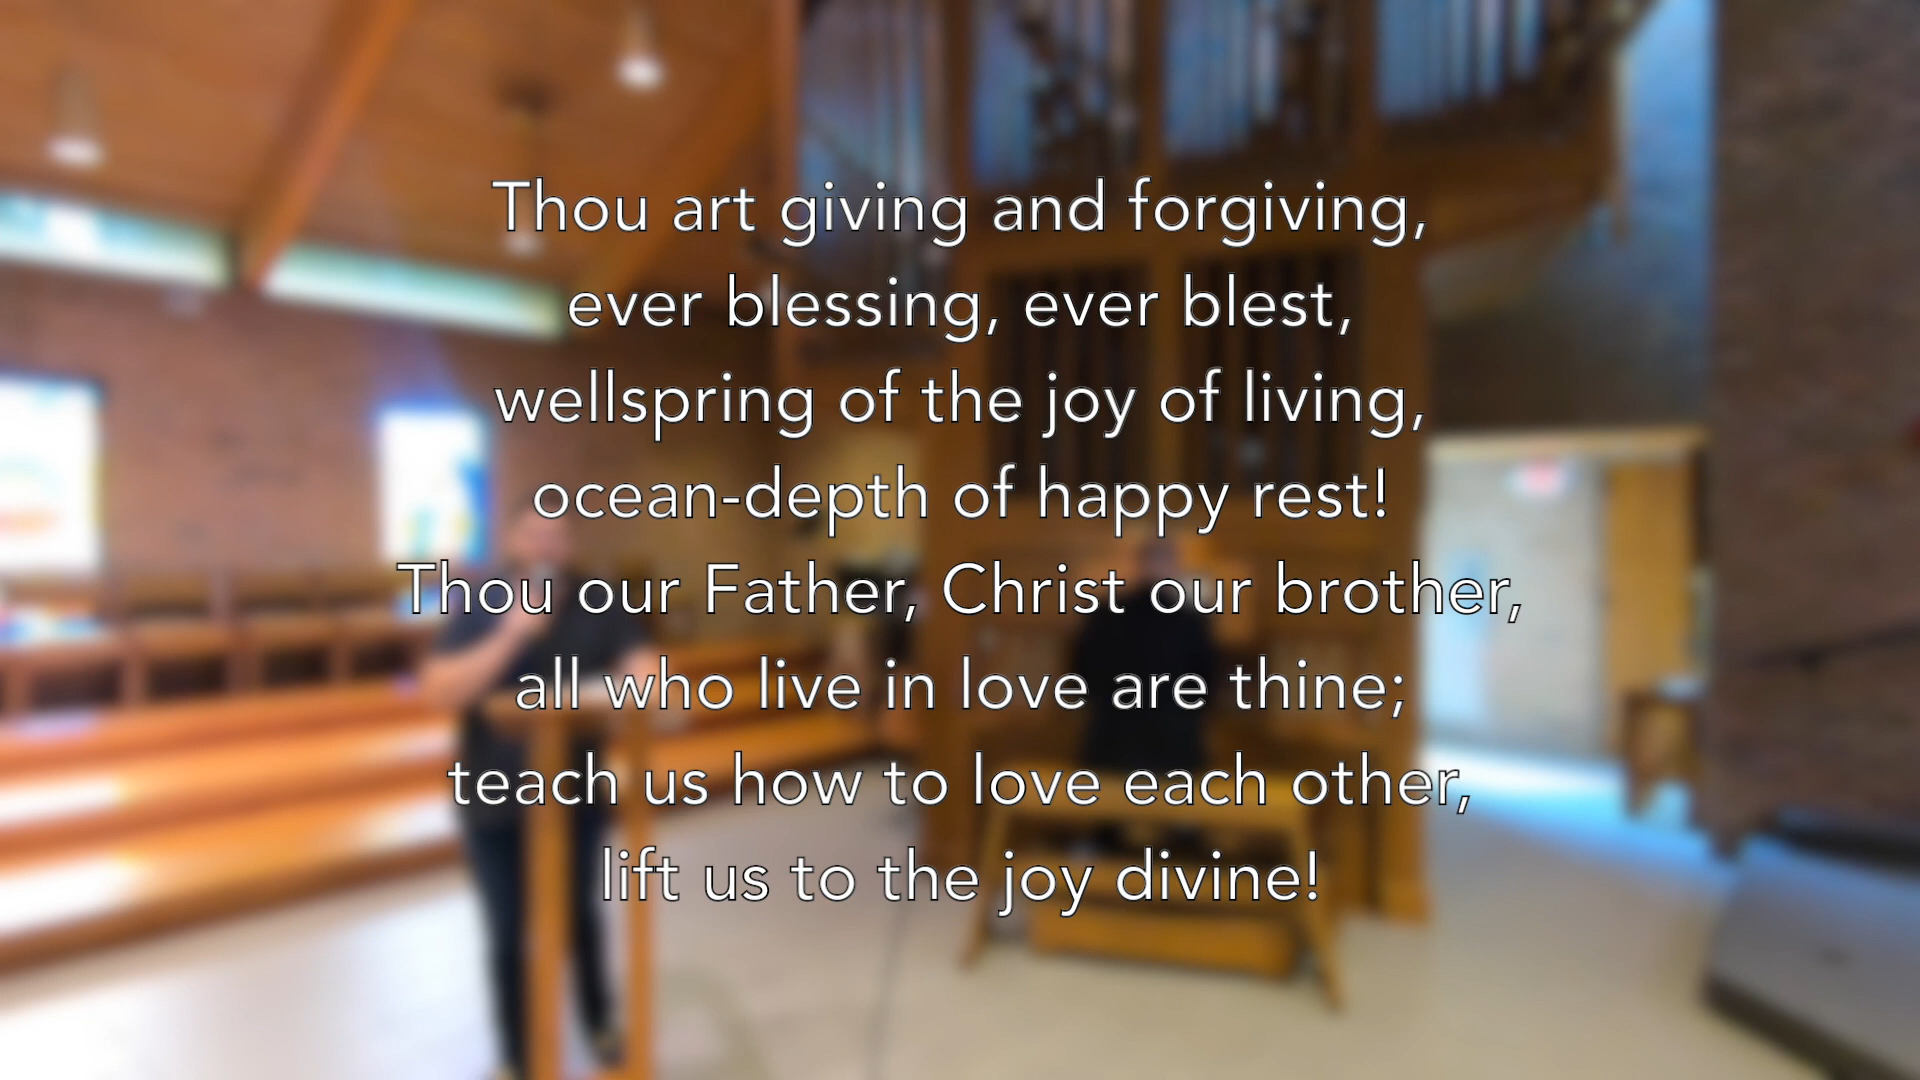 Thou art giving and forgiving,
ever blessing, ever blest,
wellspring of the joy of living,
ocean-depth of happy rest!
Thou our Father, Christ our brother,
all who live in love are thine;
teach us how to love each other,
lift us to the joy divine!